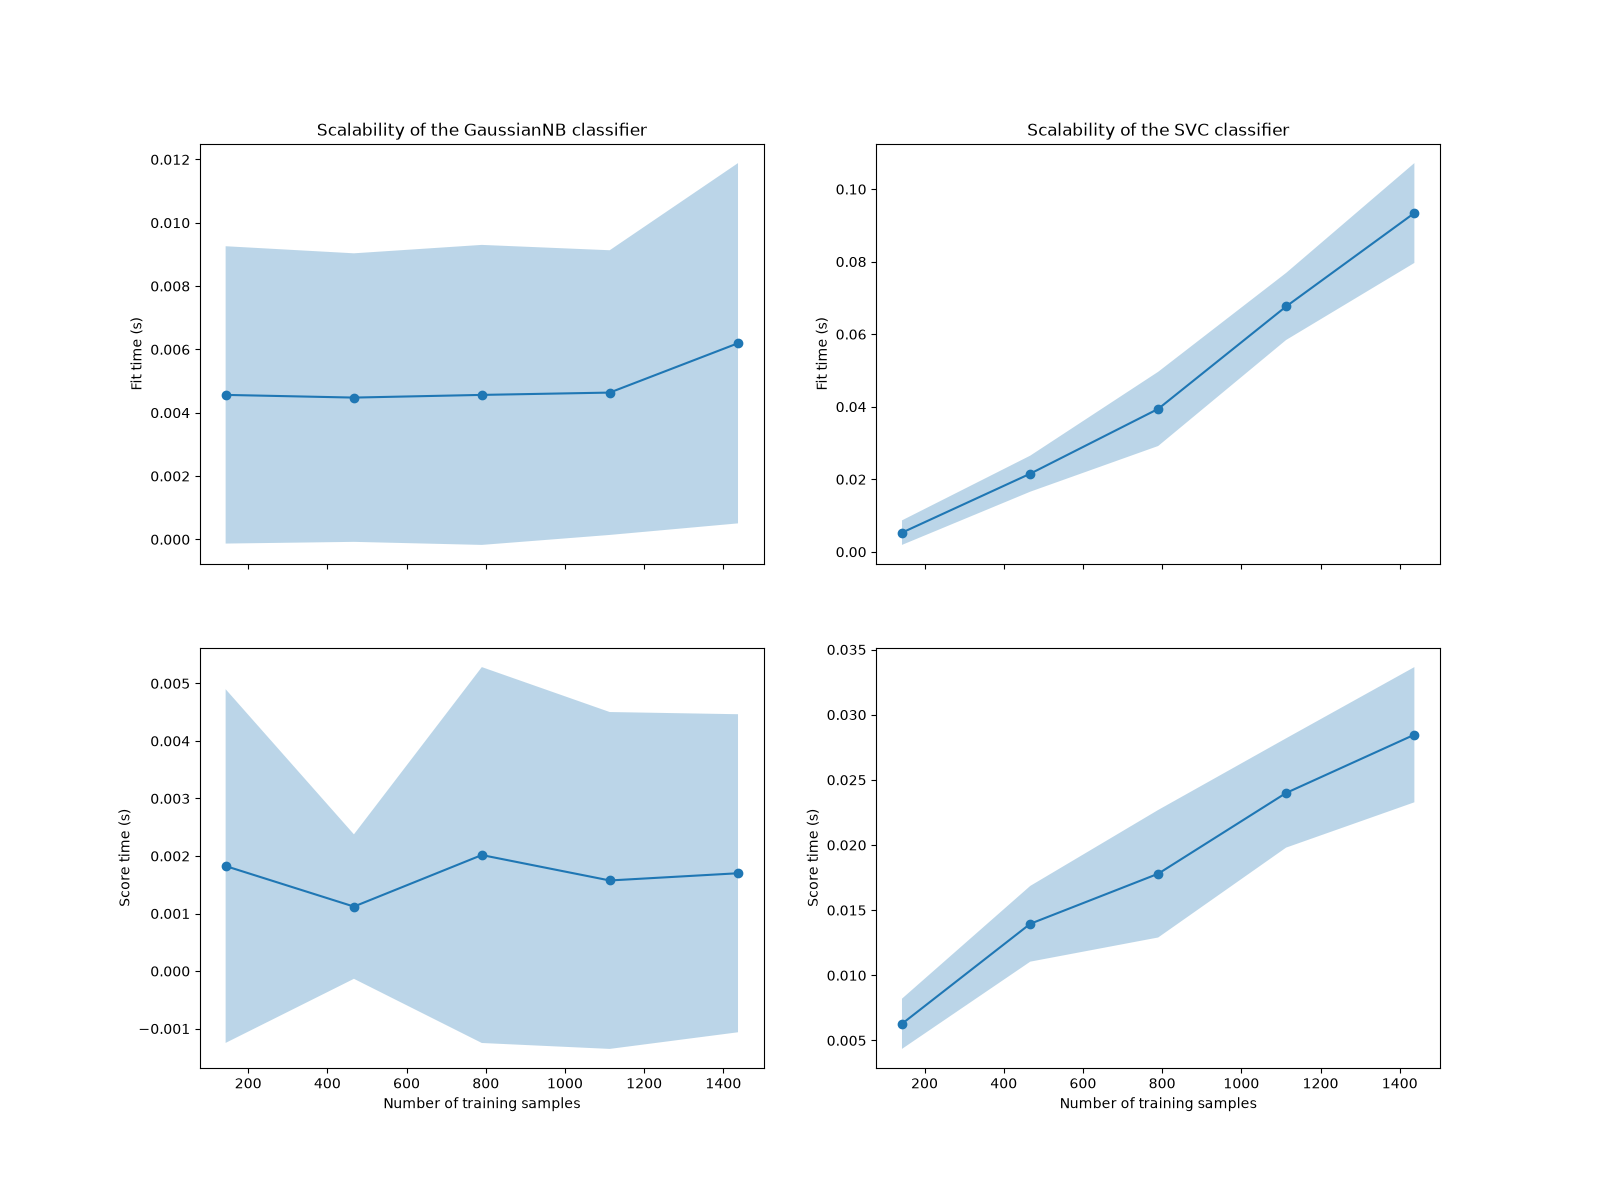 Scalability of the GaussianNB classifier
0.012
0.010
0.008
0.006
0.004
0.002
0.000
Fit time (s)
Scalability of the SVC classifier
0.10
0.08
0.06
0.04
0.02
0.00
Fit time (s)
0.005
0.004
0.003
0.002
0.001
0.000
−0.001
Score time (s)
200 400 600 800 1000 1200 1400
Number of training samples
0.035
0.030
0.025
0.020
0.015
0.010
0.005
Score time (s)
200 400 600 800 1000 1200 1400
Number of training samples